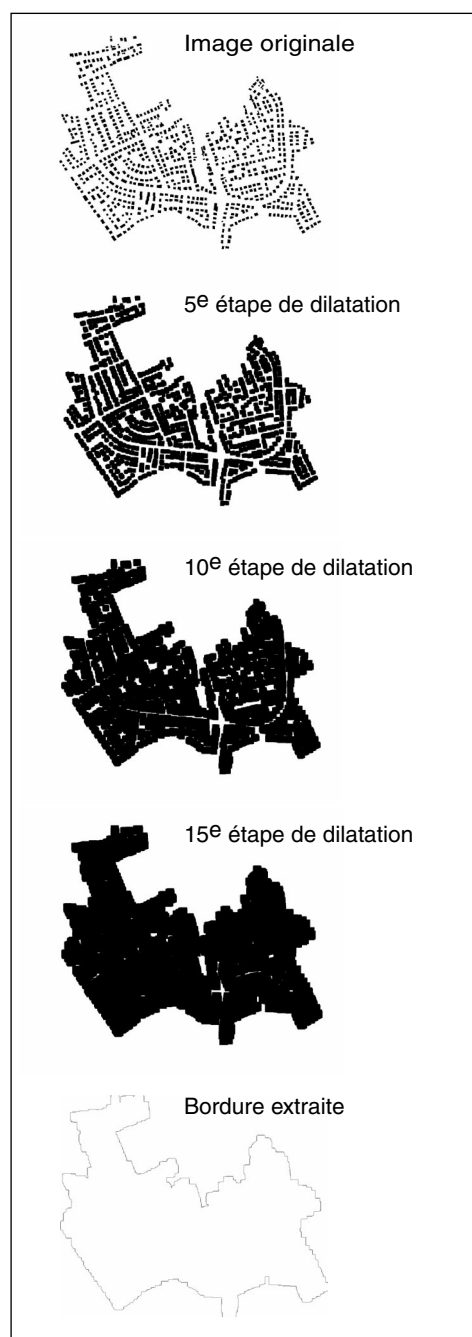 Image originale
5e étape de dilatation
10e étape de dilatation
15e étape de dilatation
Bordure extraite